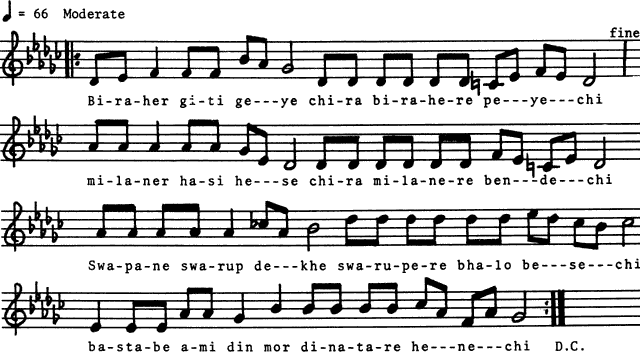 ♩ = 66 Moderate
fine
Bi-ra-her gi-ti ge---ye chi-ra bi-ra-he-re pe---ye---chi
mi-la-ner ha-si he---se chi-ra mi-la-ne-re ben---de---chi
Swa-pa-ne swa-rup de---khe swa-ru-pe-re bha-lo be---se---chi
ba-sta-be a-mi din mor di-na-ta-re he---ne---chi D.C.